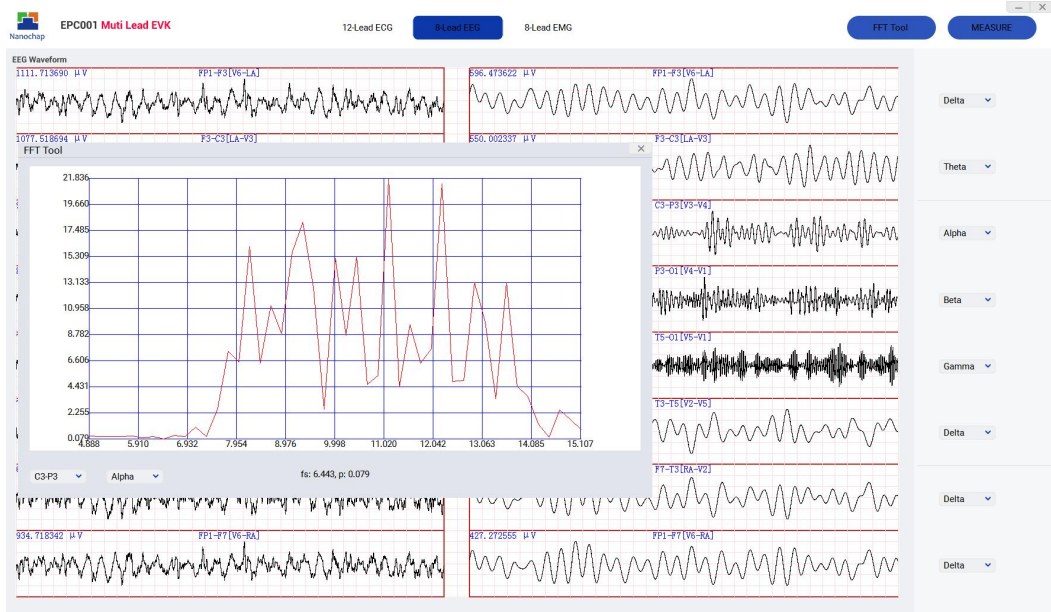 Nanochap
EPC001 Muti Lead EVK
12-Lead ECG
8-Lead EEG
8-Lead EMG
FFT Tool
MEASURE
EEG Waveform
1111.713690 μV
FP1-F3[V6-LA]
596.473622 μV
FP1-F3[V6-LA]
Delta
1077.518694 μV
F3-C3[LA-V3]
550.002337 μV
F3-C3[LA-V3]
Theta
FFT Tool
21.836
19.660
17.485
15.309
13.133
10.958
8.782
6.606
4.431
2.255
0.079
4.888
5.910
6.932
7.954
8.976
9.998
11.020
12.042
13.063
14.085
15.107
C3-P3
Alpha
fs: 6.443, p: 0.079
C3-P3[V3-V4]
Alpha
P3-O1[V4-V1]
Beta
T5-O1[V5-V1]
Gamma
T3-T5[V2-V5]
Delta
F7-T3[RA-V2]
Delta
934.718342 μV
FP1-F7[V6-RA]
427.272555 μV
FP1-F7[V6-RA]
Delta